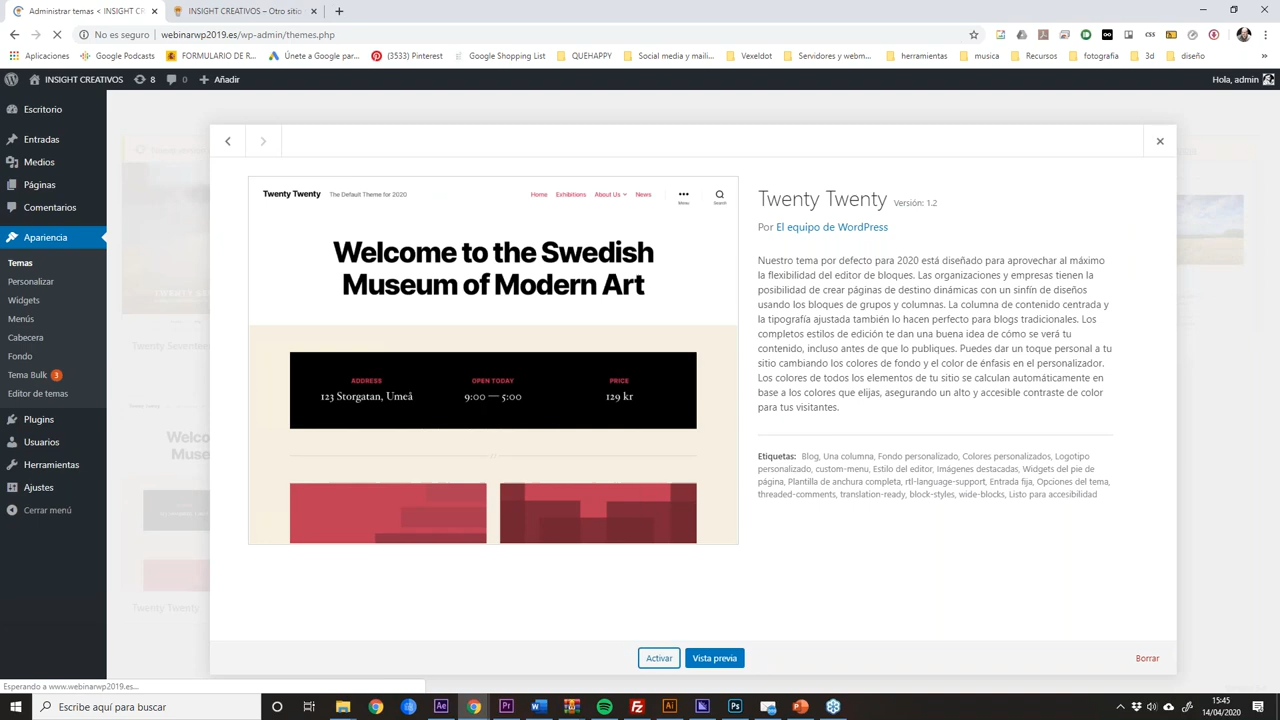 Administrar temas ‹ INSIGHT CR
INSIGHT CREATIVOS – Otro sitio
No es seguro
webinarwp2019.es/wp-admin/themes.php
Aplicaciones
Google Podcasts
FORMULARIO DE R...
Únete a Google par...
(3533) Pinterest
Google Shopping List
QUEHAPPY
Social media y maili...
Vexeldot
Servidores y webm...
herramientas
musica
Recursos
fotografia
3d
diseño
INSIGHT CREATIVOS
8
0
Añadir
Hola, admin
Entradas
Medios
Páginas
Comentarios
Apariencia
Temas
Personalizar
Widgets
Menús
Cabecera
Fondo
Tema Bulk 3
Editor de temas
Plugins
Usuarios
Herramientas
Ajustes
Cerrar menú
Twenty Seventeen
Twenty Twenty
Twenty Twenty
The Default Theme for 2020
Home
Exhibitions
About Us
News
Menu
Search
Welcome to the Swedish
Museum of Modern Art
ADDRESS
OPEN TODAY
PRICE
123 Storgatan, Umeå
9:00 — 5:00
129 kr
Twenty Twenty Versión: 1.2
Por El equipo de WordPress
Nuestro tema por defecto para 2020 está diseñado para aprovechar al máximo
la flexibilidad del editor de bloques. Las organizaciones y empresas tienen la
posibilidad de crear páginas de destino dinámicas con un sinfín de diseños
usando los bloques de grupos y columnas. La columna de contenido centrada y
la tipografía ajustada también lo hacen perfecto para blogs tradicionales. Los
completos estilos de edición te dan una buena idea de cómo se verá tu
contenido, incluso antes de que lo publiques. Puedes dar un toque personal a tu
sitio cambiando los colores de fondo y el color de énfasis en el personalizador.
Los colores de todos los elementos de tu sitio se calculan automáticamente en
base a los colores que elijas, asegurando un alto y accesible contraste de color
para tus visitantes.
Etiquetas: Blog, Una columna, Fondo personalizado, Colores personalizados, Logotipo
personalizado, custom-menu, Estilo del editor, Imágenes destacadas, Widgets del pie de
página, Plantilla de anchura completa, rtl-language-support, Entrada fija, Opciones del tema,
threaded-comments, translation-ready, block-styles, wide-blocks, Listo para accesibilidad
Activar
Vista previa
Borrar
Esperando a www.webinarwp2019.es...
Escribe aquí para buscar
15:45
14/04/2020